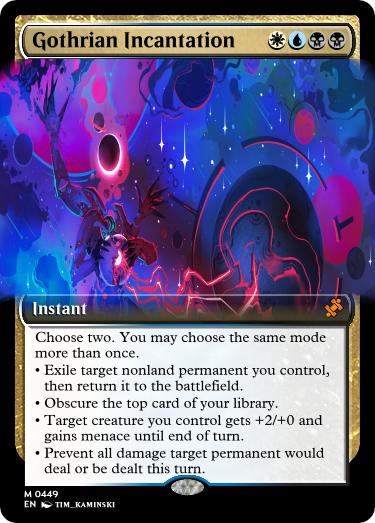 Gothrian Incantation
Instant
Choose two. You may choose the same mode
more than once.
• Exile target nonland permanent you control,
then return it to the battlefield.
• Obscure the top card of your library.
• Target creature you control gets +2/+0 and
gains menace until end of turn.
• Prevent all damage target permanent would
deal or be dealt this turn.
M 0449
EN TIM_KAMINSKI